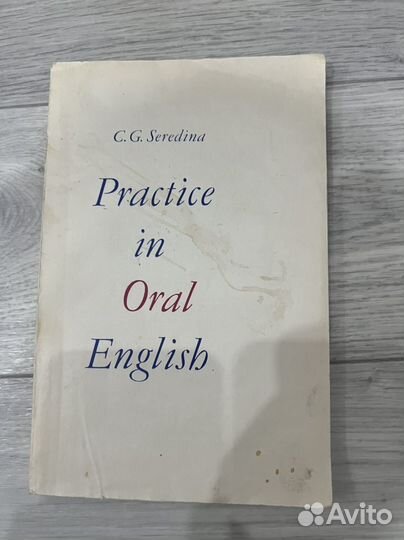 C. G. Seredina
Practice
in
Oral
English
Avito